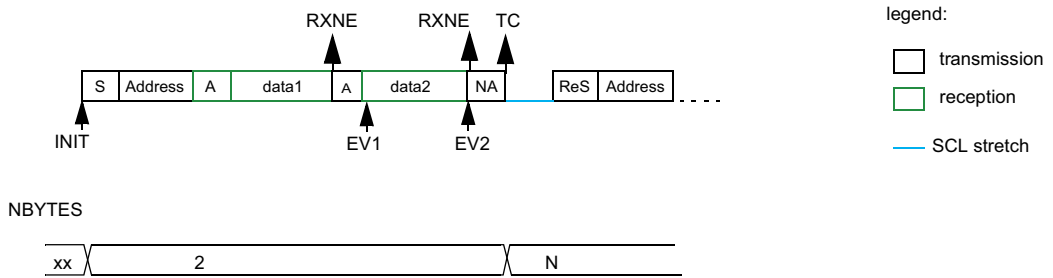 RXNE RXNE TC
legend:
transmission
S Address A data1 A data2 NA ReS Address
reception
INIT EV1 EV2
SCL stretch
NBYTES
xx 2 N